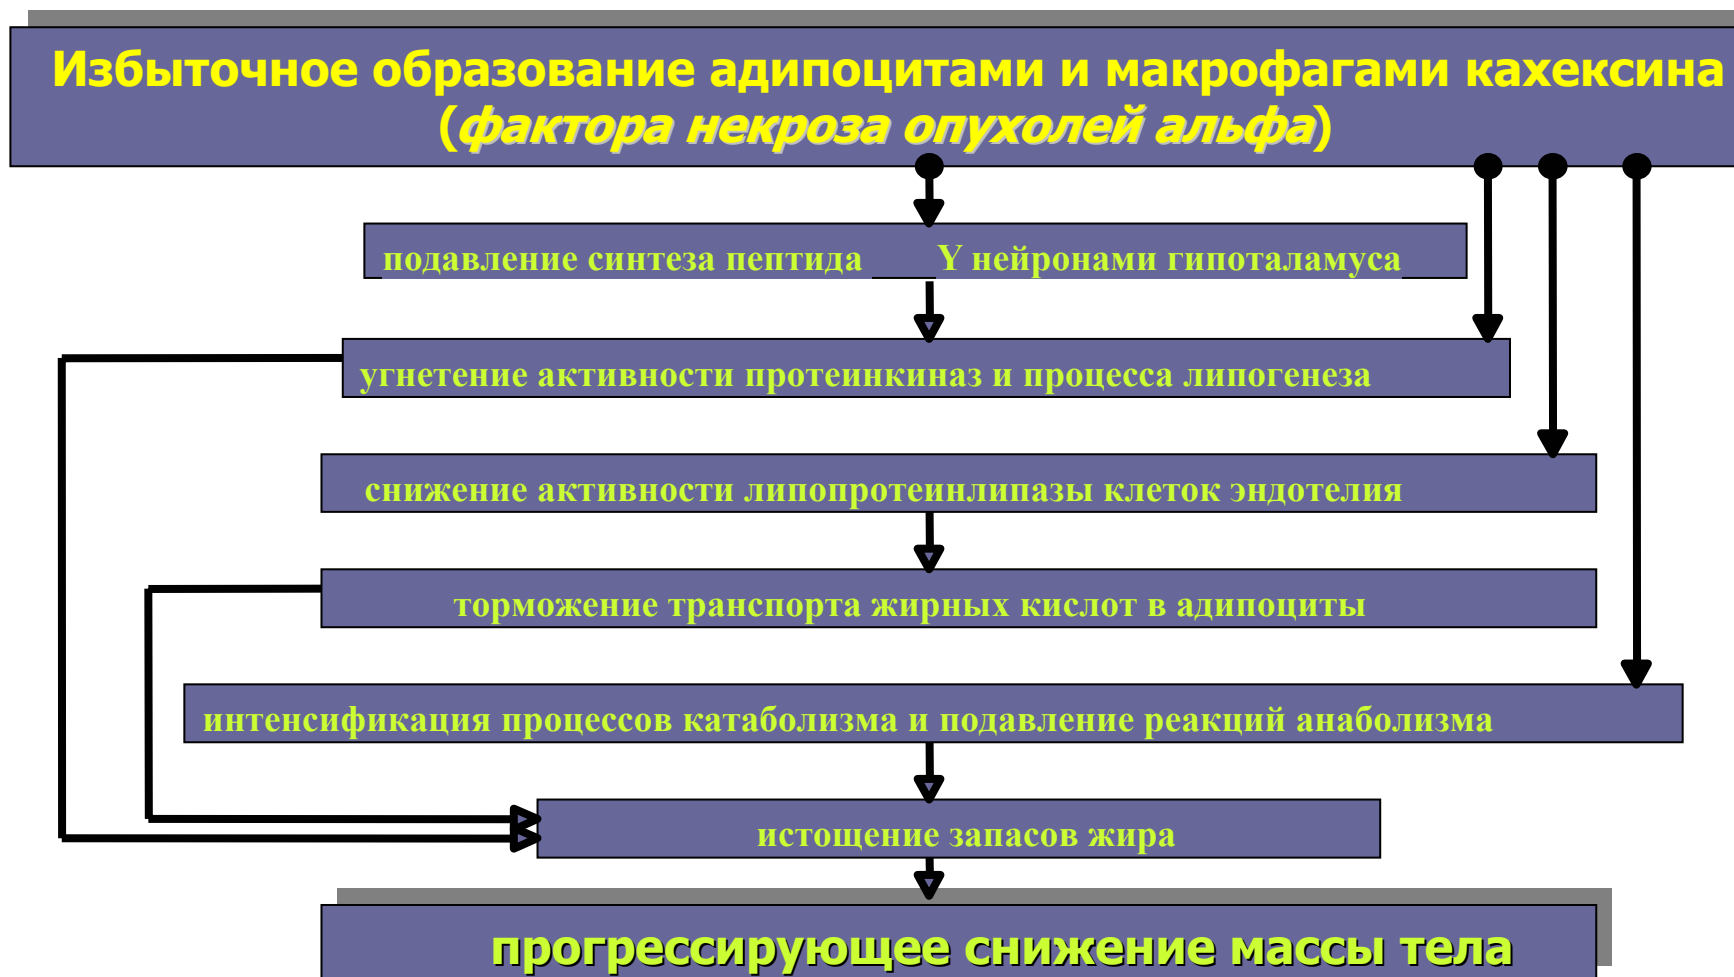 Избыточное образование адипоцитами и макрофагами кахексина
(фактора некроза опухолей альфа)
подавление синтеза пептида Y нейронами гипоталамуса
угнетение активности протеинкиназ и процесса липогенеза
снижение активности липопротеинлипазы клеток эндотелия
торможение транспорта жирных кислот в адипоциты
интенсификация процессов катаболизма и подавление реакций анаболизма
истощение запасов жира
прогрессирующее снижение массы тела